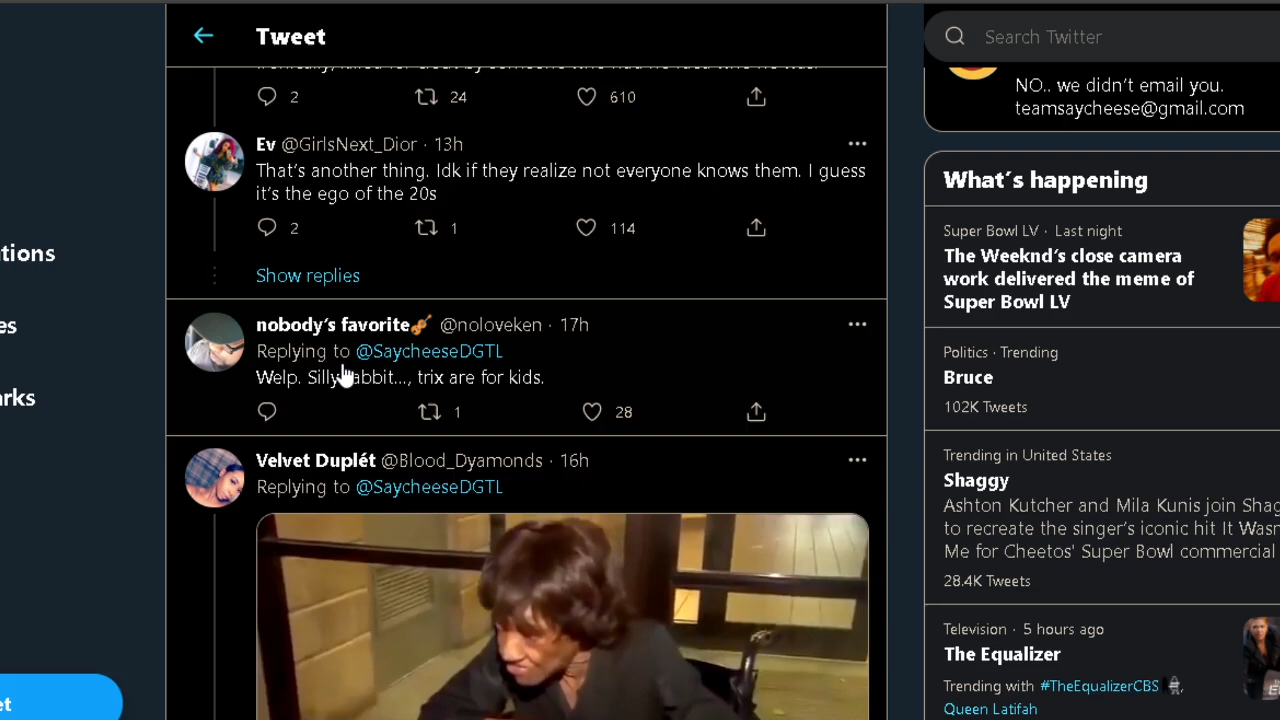 Tweet
2
24
610
Ev @GirlsNext_Dior · 13h
That's another thing. Idk if they realize not everyone knows them. I guess
it's the ego of the 20s
2
1
114
Show replies
nobody's favorite🎻 @noloveken · 17h
Replying to @SaycheeseDGTL
Welp. Silly rabbit..., trix are for kids.
1
28
Velvet Duplét @Blood_Dyamonds · 16h
Replying to @SaycheeseDGTL
Search Twitter
NO.. we didn't email you.
teamsaycheese@gmail.com
What's happening
Super Bowl LV · Last night
The Weeknd's close camera
work delivered the meme of
Super Bowl LV
Politics · Trending
Bruce
102K Tweets
Trending in United States
Shaggy
Ashton Kutcher and Mila Kunis join Shag
to recreate the singer's iconic hit It Wasn
Me for Cheetos' Super Bowl commercial
28.4K Tweets
Television · 5 hours ago
The Equalizer
Trending with #TheEqualizerCBS
Queen Latifah